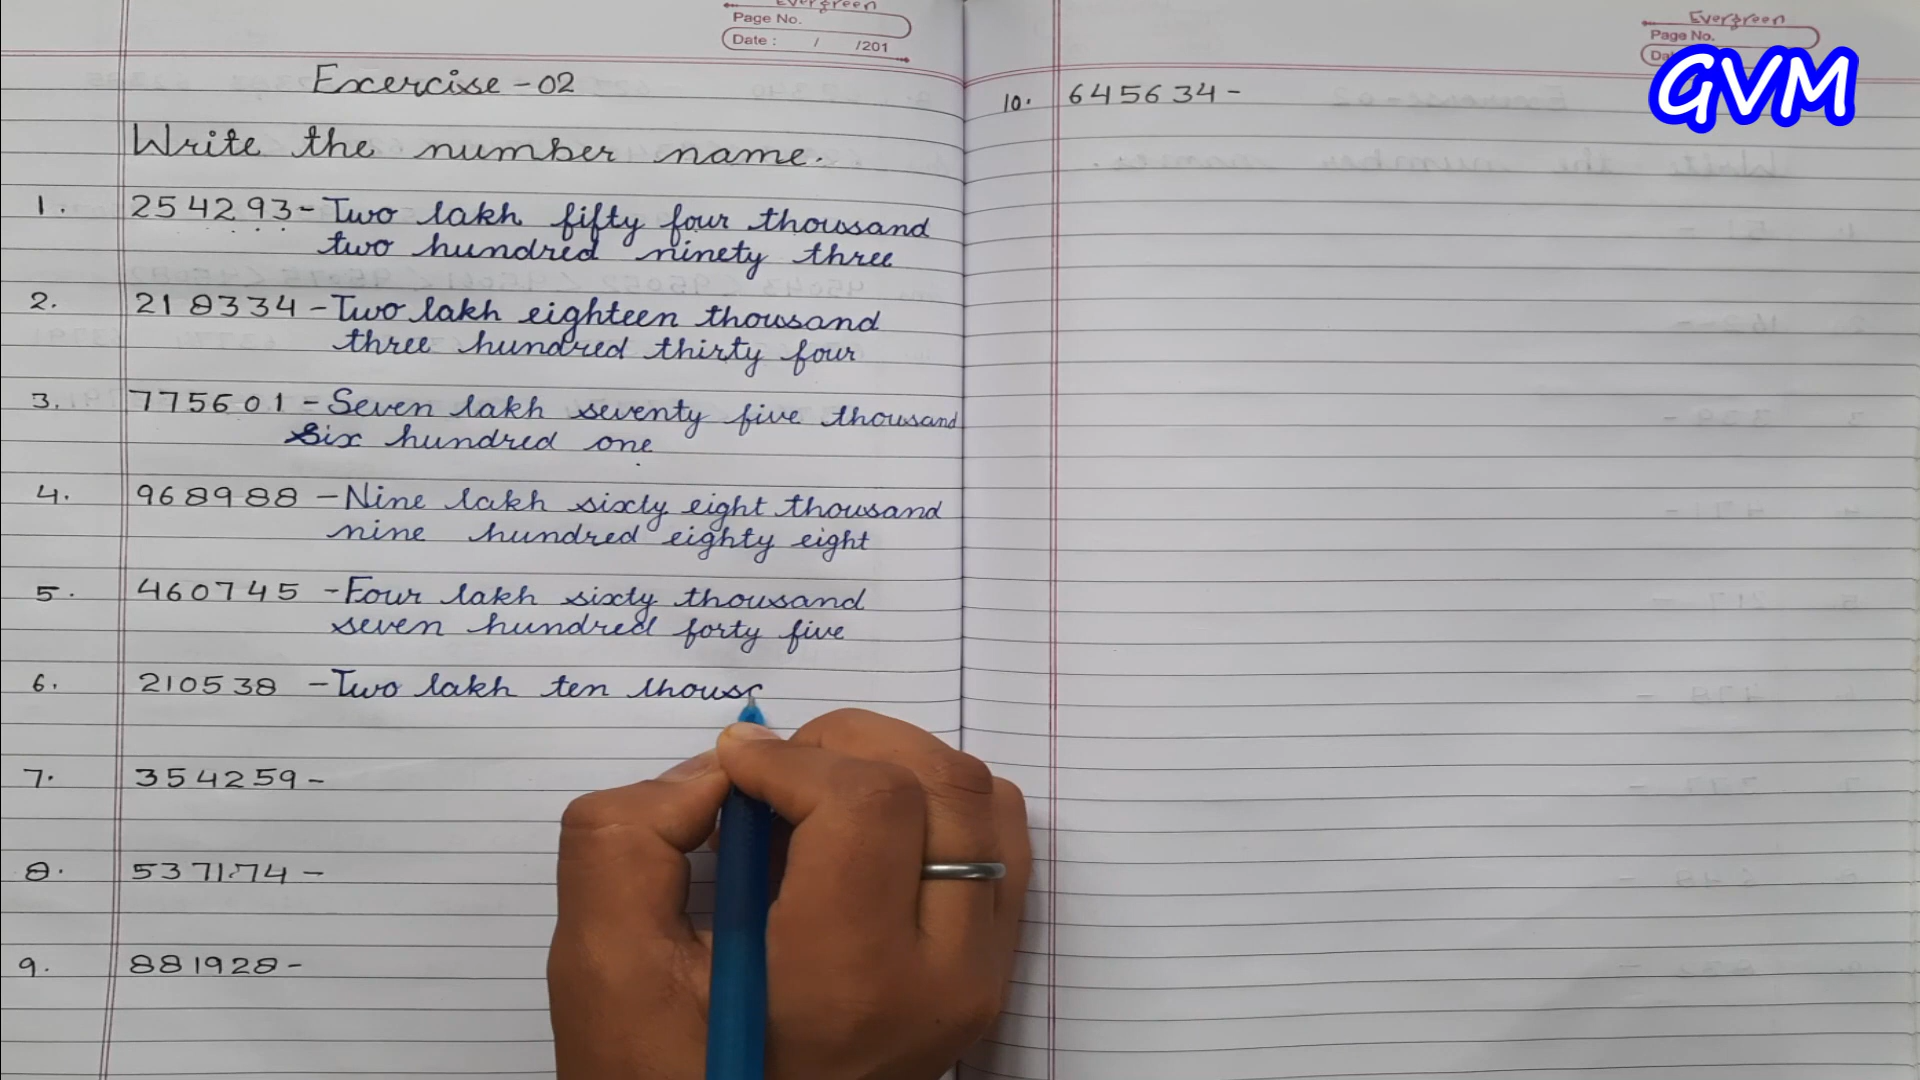 Evergreen
Page No.
Date : / /201
Excercise - 02
Write the number name.
1. 254293 - Two lakh fifty four thousand
two hundred ninety three
2. 218334 - Two lakh eighteen thousand
three hundred thirty four
3. 775601 - Seven lakh seventy five thousand
six hundred one
4. 968988 - Nine lakh sixty eight thousand
nine hundred eighty eight
5. 460745 - Four lakh sixty thousand
seven hundred forty five
6. 210538 - Two lakh ten thousa
7. 354259 -
8. 537174 -
9. 881928 -
Evergreen
Page No.
GVM
10. 645634 -